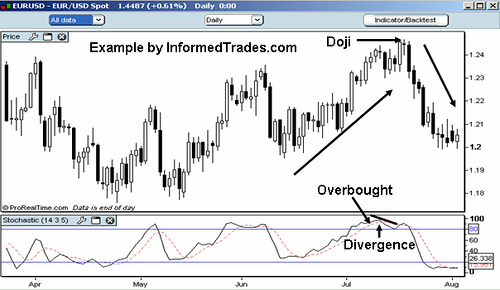 EURUSD - EUR/USD Spot 1.4487 (+0.61%) Daily 0:00
All data Daily Indicator/Backtest
Price
Example by InformedTrades.com
Doji
1.24
1.23
1.22
1.21
1.2
1.19
1.18
© ProRealTime.com Data is end of day
Overbought
Stochastic (14 3 5)
100
80
Divergence
26.338
0
Apr May Jun Jul Aug